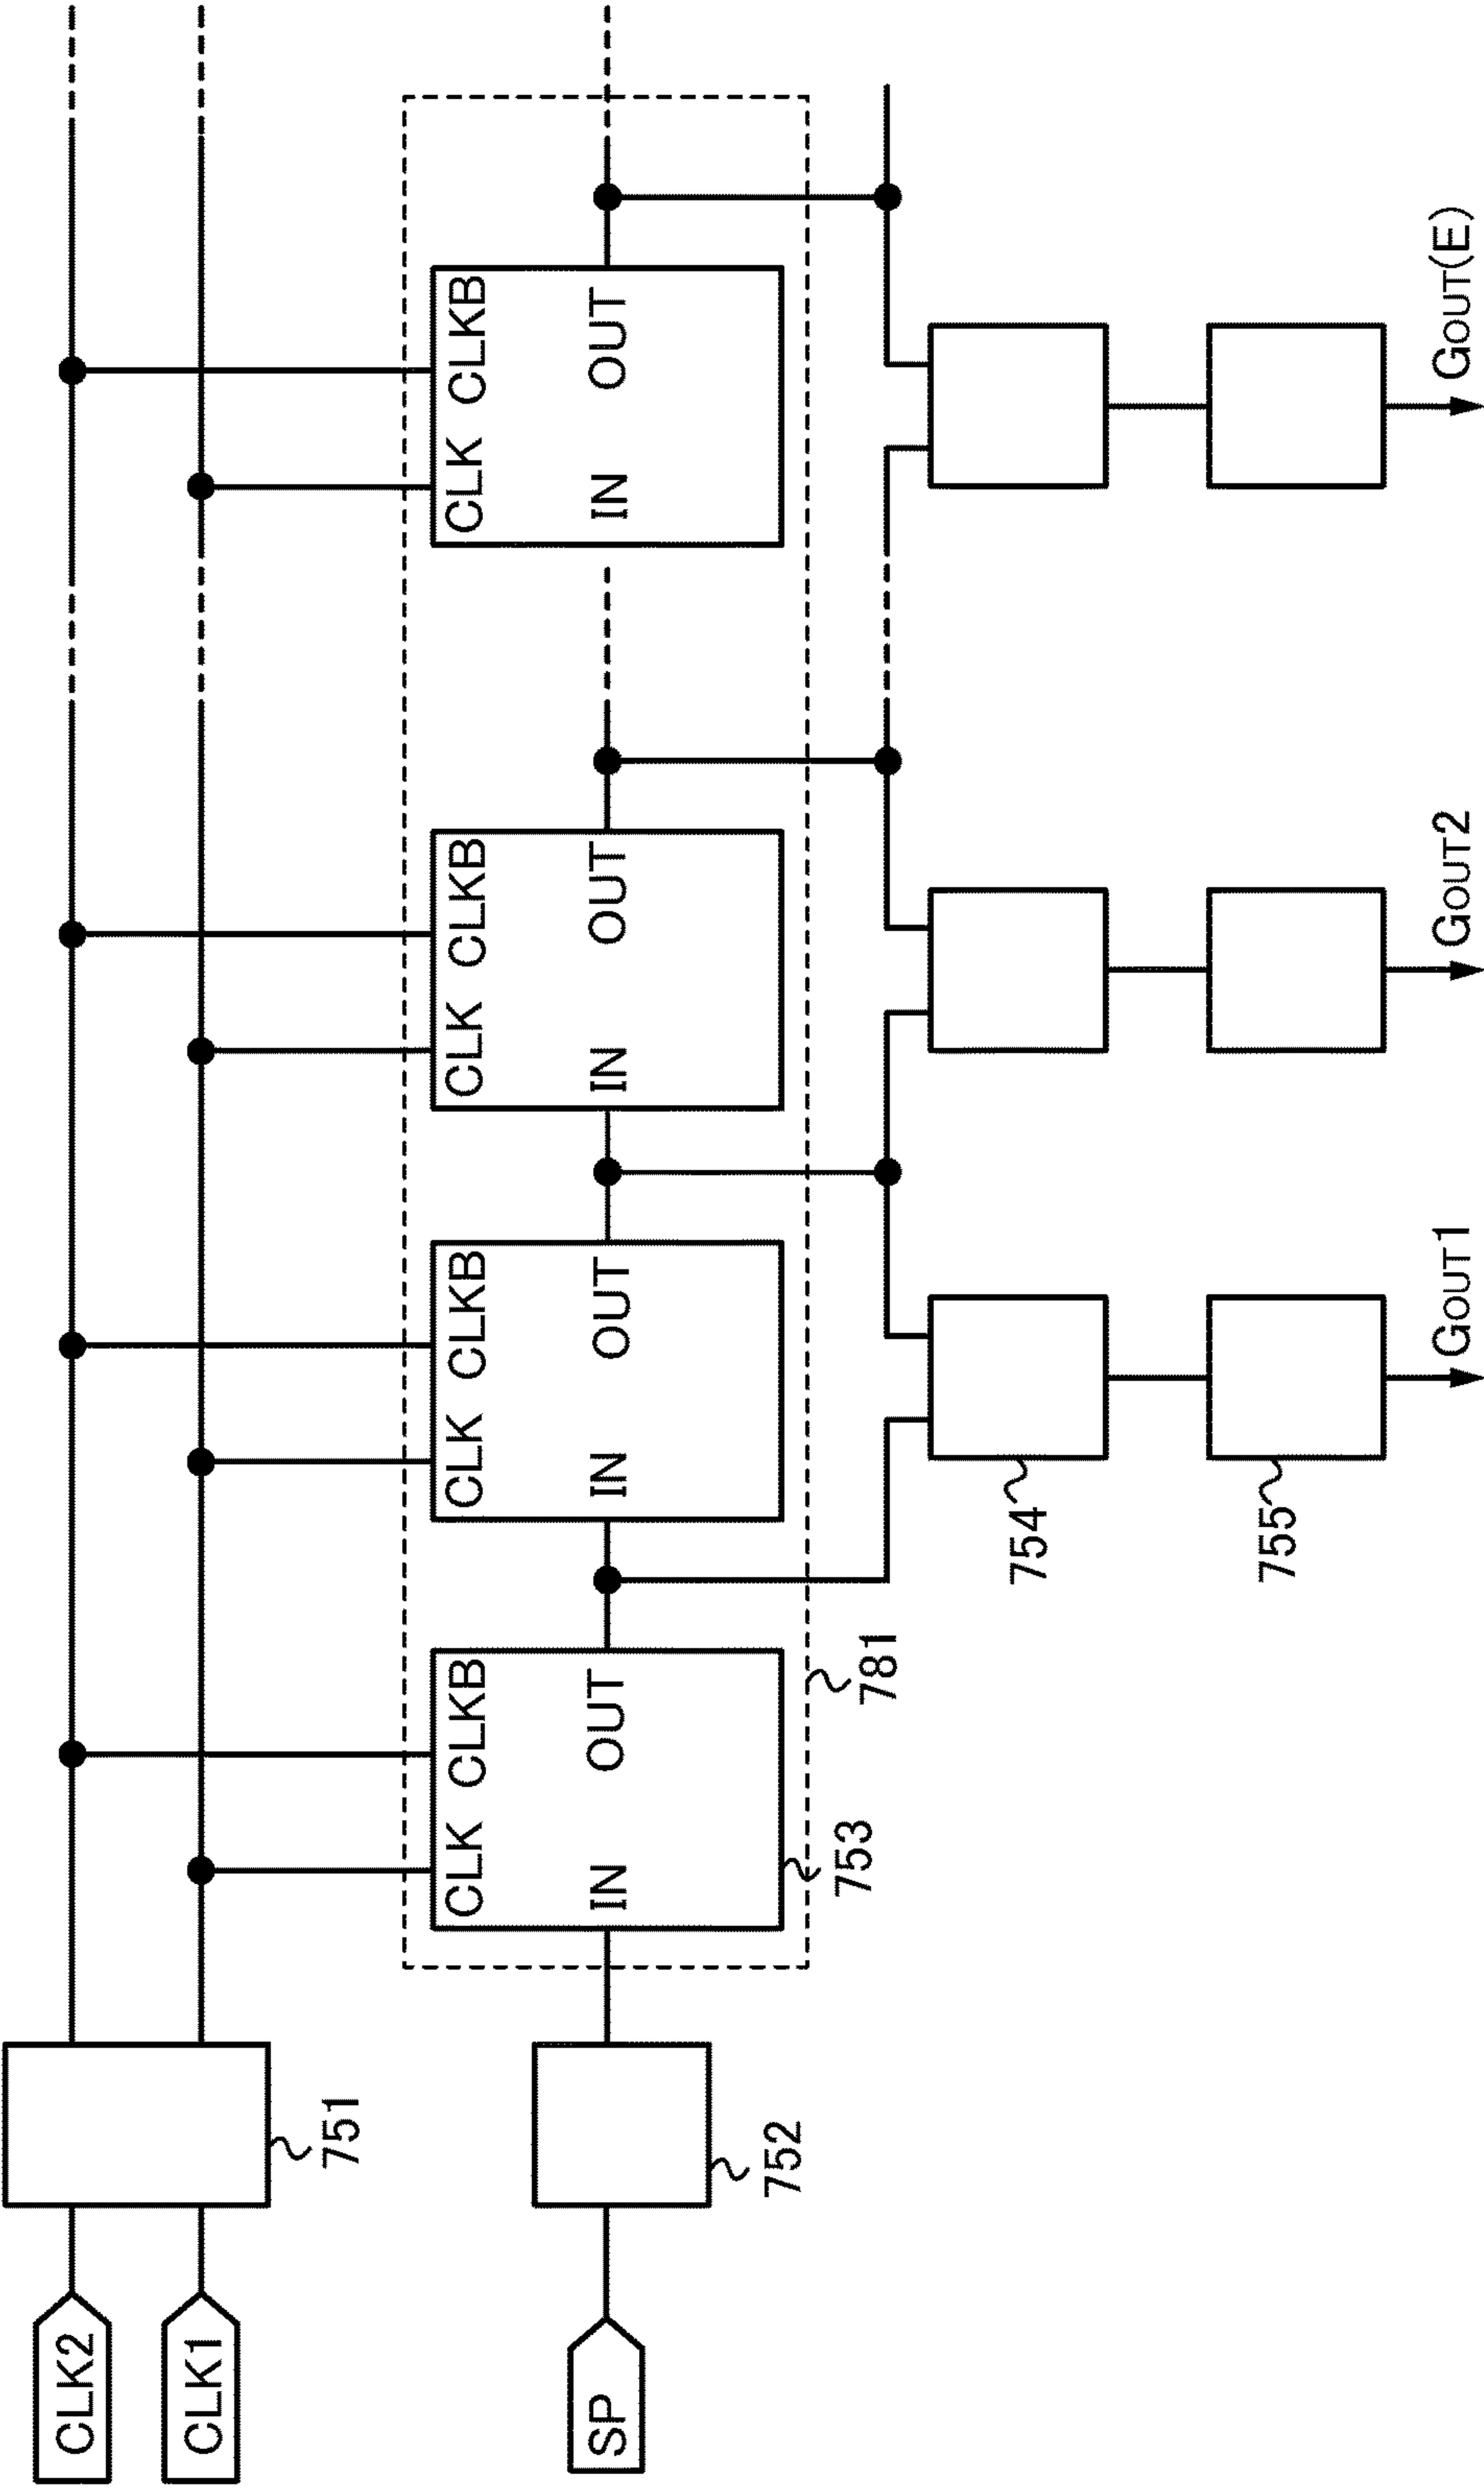 CLK2
CLK1
SP
751
752
CLK CLKB
IN OUT
753
781
CLK CLKB
IN OUT
CLK CLKB
IN OUT
CLK CLKB
IN OUT
754
755
GOUT1
GOUT2
GOUT(E)